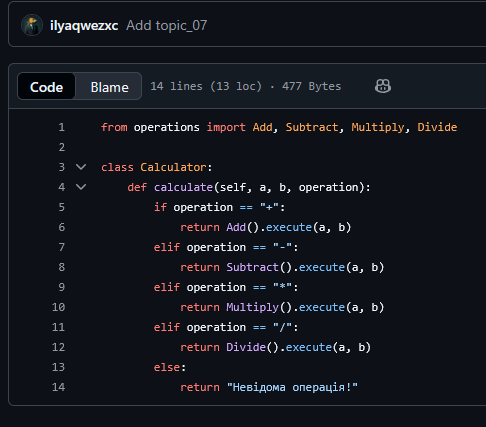 ilyaqwezxc Add topic_07
Code Blame 14 lines (13 loc) · 477 Bytes
1 from operations import Add, Subtract, Multiply, Divide
2
3 class Calculator:
4 def calculate(self, a, b, operation):
5 if operation == "+":
6 return Add().execute(a, b)
7 elif operation == "-":
8 return Subtract().execute(a, b)
9 elif operation == "*":
10 return Multiply().execute(a, b)
11 elif operation == "/":
12 return Divide().execute(a, b)
13 else:
14 return "Невідома операція!"